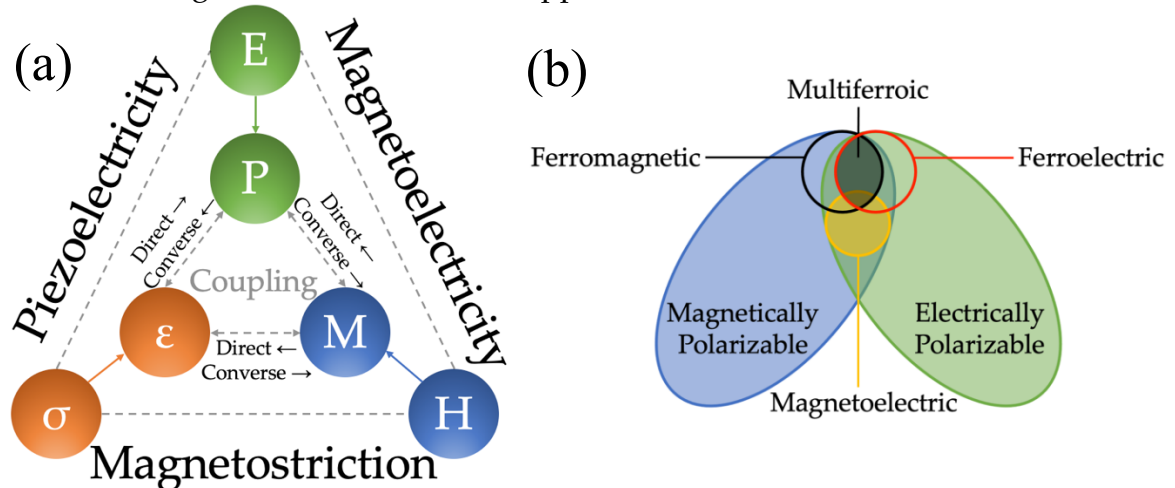 (a)
E
P
ε
M
σ
H
Piezoelectricity
Magnetoelectricity
Magnetostriction
Direct →
Converse ←
Direct ←
Converse →
Coupling
Direct ←
Converse →
(b)
Multiferroic
Ferromagnetic
Ferroelectric
Magnetically
Polarizable
Electrically
Polarizable
Magnetoelectric